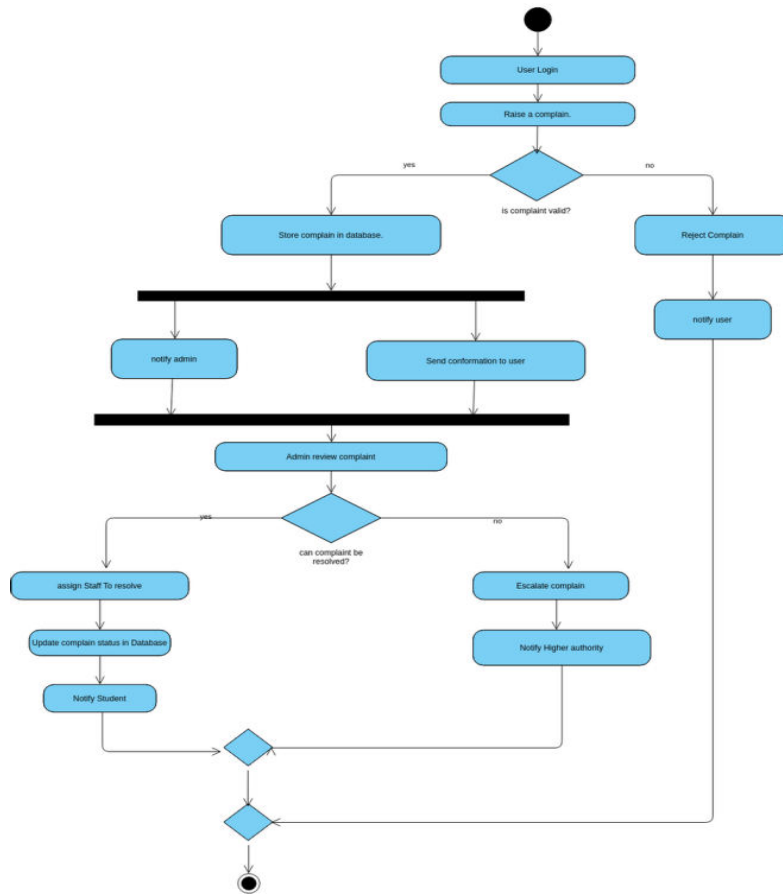 User Login
Raise a complain.
yes
no
is complaint valid?
Store complain in database.
Reject Complain
notify user
notify admin
Send conformation to user
Admin review complaint
yes
no
can complaint be
resolved?
assign Staff To resolve
Escalate complain
Update complain status in Database
Notify Higher authority
Notify Student